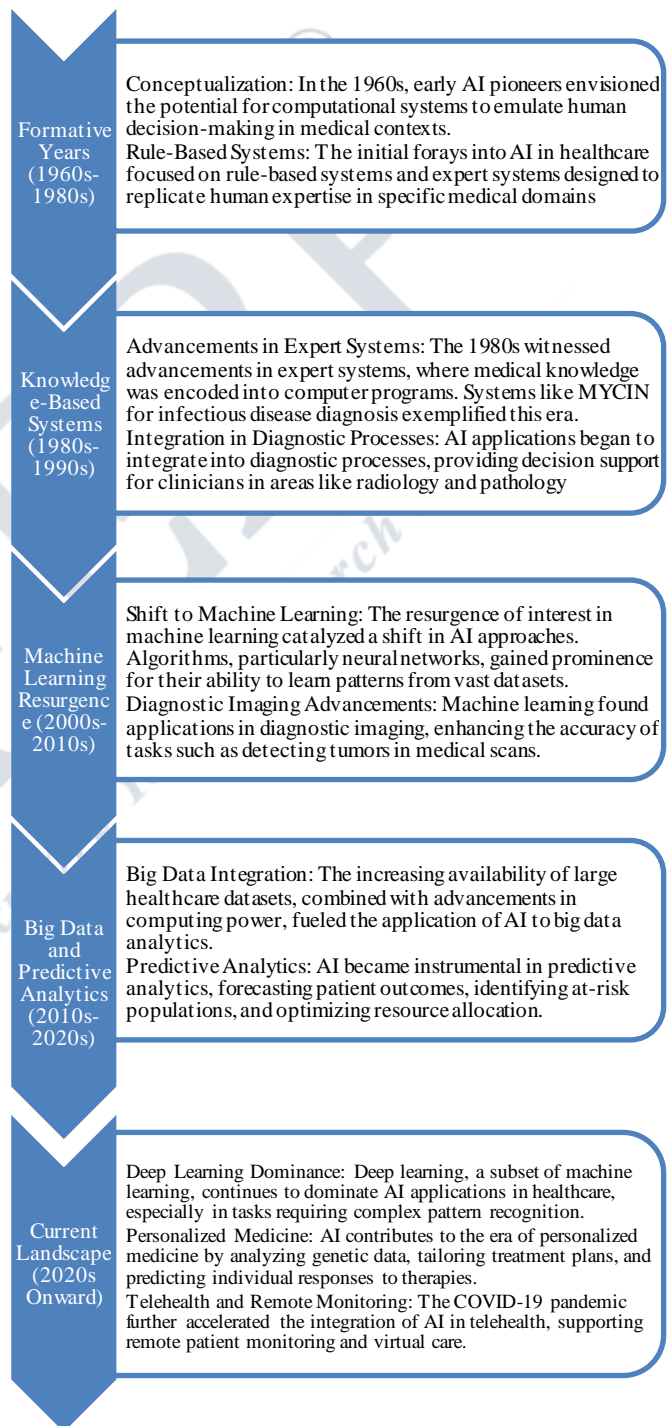 Formative
Years
(1960s-
1980s)
Conceptualization: In the 1960s, early AI pioneers envisioned
the potential for computational systems to emulate human
decision-making in medical contexts.
Rule-Based Systems: The initial forays into AI in healthcare
focused on rule-based systems and expert systems designed to
replicate human expertise in specific medical domains
Knowledg
e-Based
Systems
(1980s-
1990s)
Advancements in Expert Systems: The 1980s witnessed
advancements in expert systems, where medical knowledge
was encoded into computer programs. Systems like MYCIN
for infectious disease diagnosis exemplified this era.
Integration in Diagnostic Processes: AI applications began to
integrate into diagnostic processes, providing decision support
for clinicians in areas like radiology and pathology
Machine
Learning
Resurgenc
e (2000s-
2010s)
Shift to Machine Learning: The resurgence of interest in
machine learning catalyzed a shift in AI approaches.
Algorithms, particularly neural networks, gained prominence
for their ability to learn patterns from vast datasets.
Diagnostic Imaging Advancements: Machine learning found
applications in diagnostic imaging, enhancing the accuracy of
tasks such as detecting tumors in medical scans.
Big Data
and
Predictive
Analytics
(2010s-
2020s)
Big Data Integration: The increasing availability of large
healthcare datasets, combined with advancements in
computing power, fueled the application of AI to big data
analytics.
Predictive Analytics: AI became instrumental in predictive
analytics, forecasting patient outcomes, identifying at-risk
populations, and optimizing resource allocation.
Current
Landscape
(2020s
Onward)
Deep Learning Dominance: Deep learning, a subset of machine
learning, continues to dominate AI applications in healthcare,
especially in tasks requiring complex pattern recognition.
Personalized Medicine: AI contributes to the era of personalized
medicine by analyzing genetic data, tailoring treatment plans, and
predicting individual responses to therapies.
Telehealth and Remote Monitoring: The COVID-19 pandemic
further accelerated the integration of AI in telehealth, supporting
remote patient monitoring and virtual care.